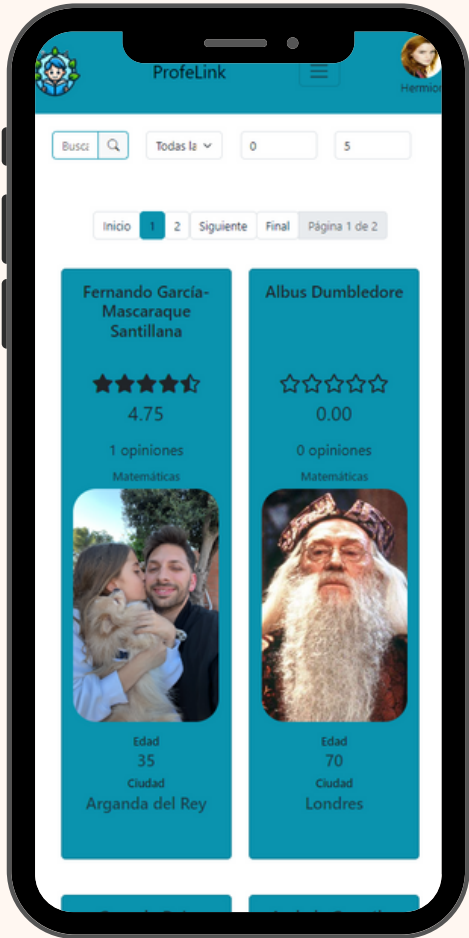 ProfeLink
Hermior
Busca
Todas la
0
5
Inicio 1 2 Siguiente Final Página 1 de 2
Fernando García-
Mascaraque
Santillana
4.75
1 opiniones
Matemáticas
Edad
35
Ciudad
Arganda del Rey
Albus Dumbledore
0.00
0 opiniones
Matemáticas
Edad
70
Ciudad
Londres